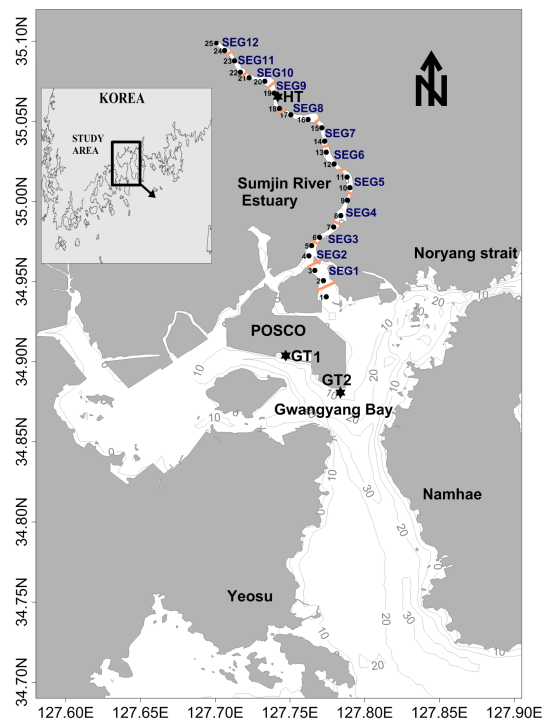 35.10N
35.05N
35.00N
34.95N
34.90N
34.85N
34.80N
34.75N
34.70N
127.60E
127.65E
127.70E
127.75E
127.80E
127.85E
127.90E
KOREA
STUDY
AREA
N
25 SEG12
24
23 SEG11
22
21 SEG10
20
19 SEG9
HT
18
17 SEG8
16
15 SEG7
14
13 SEG6
12
11
10 SEG5
9
8 SEG4
7
6 SEG3
5
4 SEG2
3 SEG1
2
1
Sumjin River
Estuary
Noryang strait
POSCO
GT1
GT2
Gwangyang Bay
Namhae
Yeosu
10
20
30
0